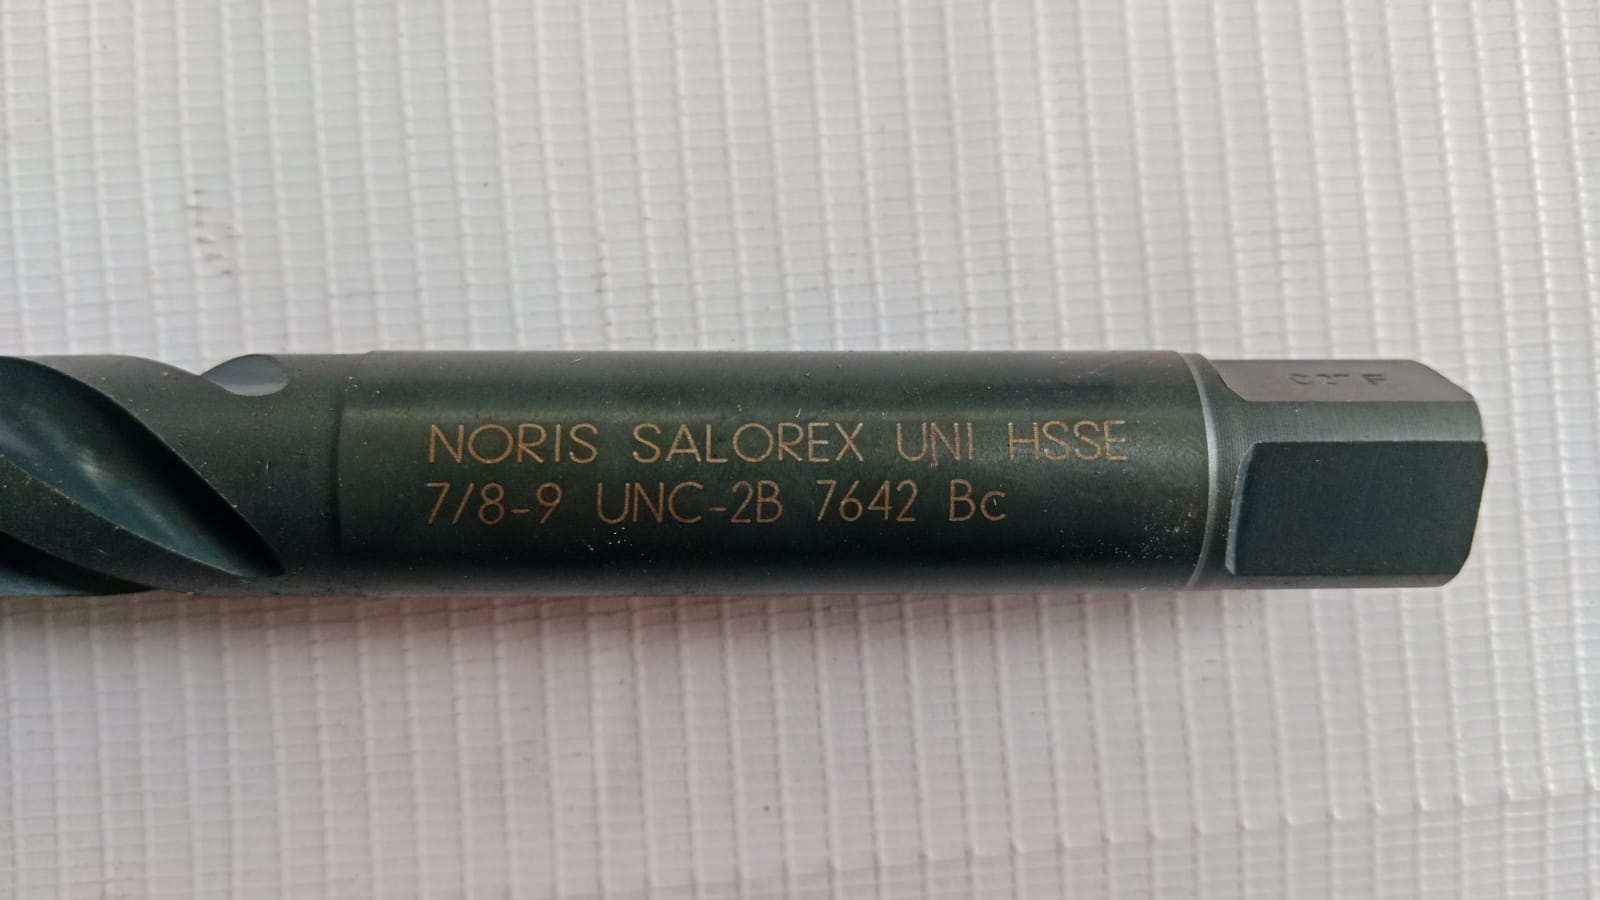 NORIS SALOREX UNI HSSE
7/8-9 UNC-2B 7642 Bc